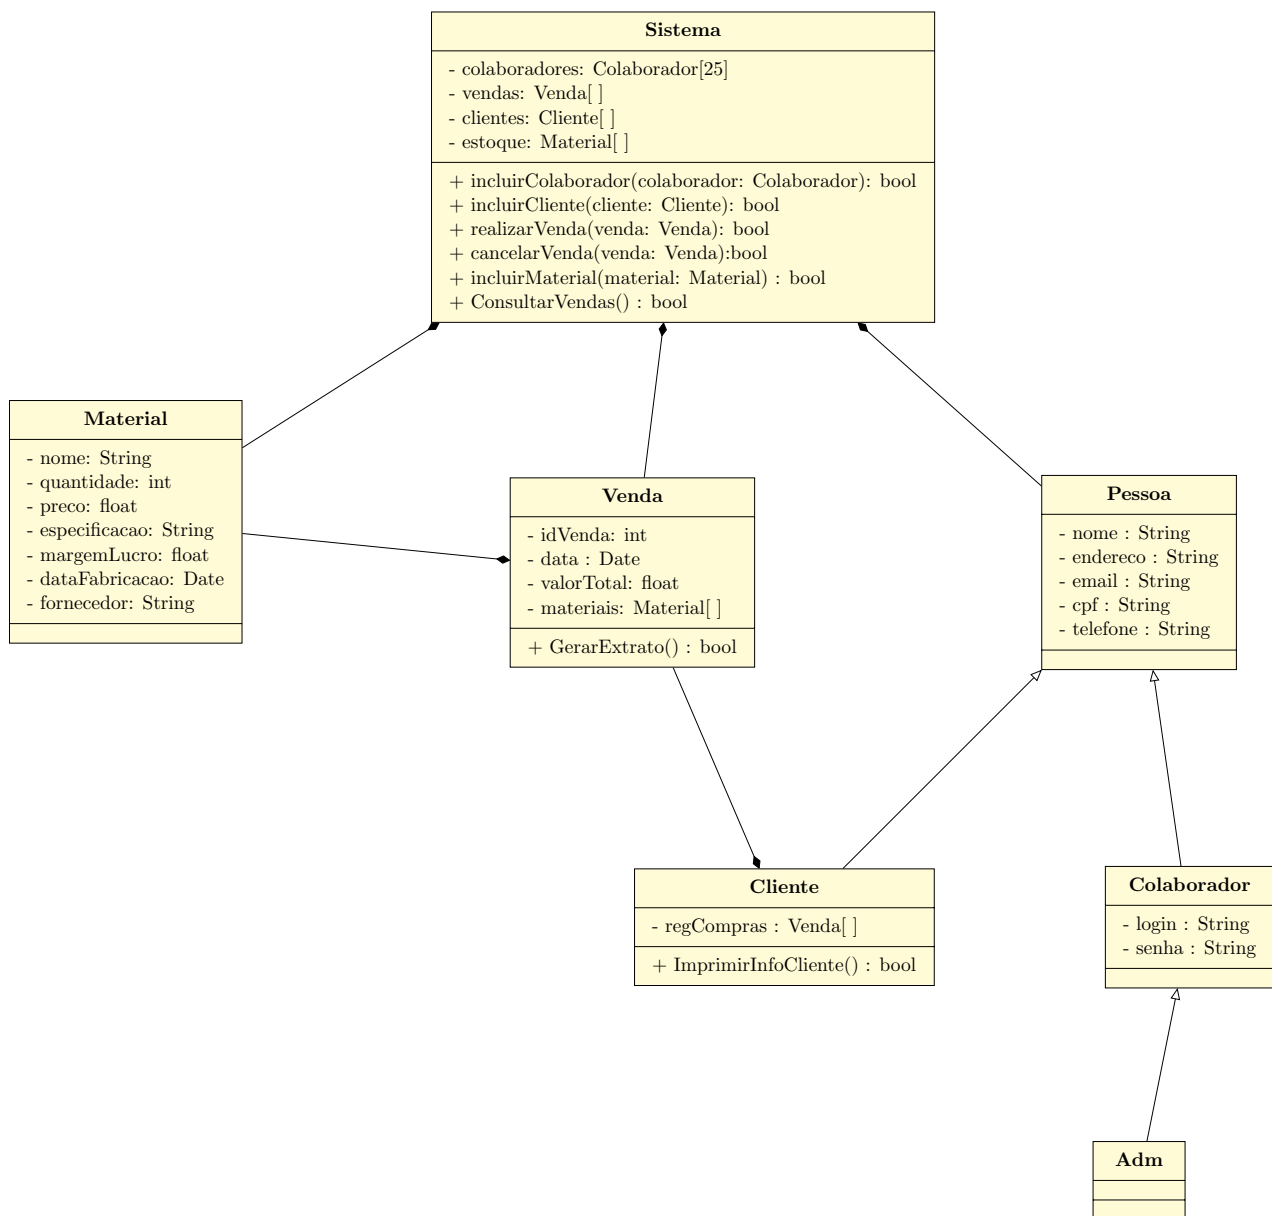 Sistema
- colaboradores: Colaborador[25]
- vendas: Venda[ ]
- clientes: Cliente[ ]
- estoque: Material[ ]
+ incluirColaborador(colaborador: Colaborador): bool
+ incluirCliente(cliente: Cliente): bool
+ realizarVenda(venda: Venda): bool
+ cancelarVenda(venda: Venda):bool
+ incluirMaterial(material: Material) : bool
+ ConsultarVendas() : bool
Material
- nome: String
- quantidade: int
- preco: float
- especificacao: String
- margemLucro: float
- dataFabricacao: Date
- fornecedor: String
Venda
- idVenda: int
- data : Date
- valorTotal: float
- materiais: Material[ ]
+ GerarExtrato() : bool
Pessoa
- nome : String
- endereco : String
- email : String
- cpf : String
- telefone : String
Cliente
- regCompras : Venda[ ]
+ ImprimirInfoCliente() : bool
Colaborador
- login : String
- senha : String
Adm